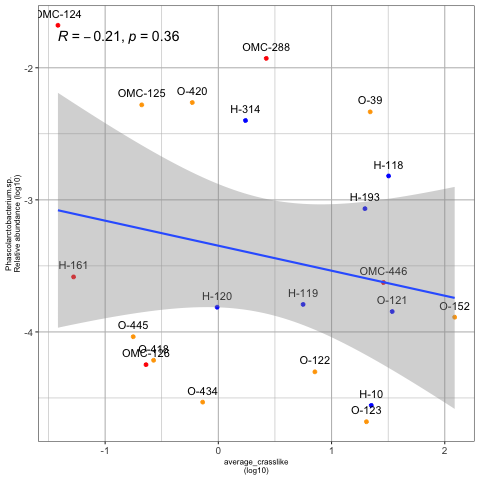 OMC-124
R = −0.21, p = 0.36
OMC-288
-2
OMC-125
O-420
O-39
H-314
H-118
-3
H-193
H-161
OMC-446
H-120
H-119
O-121
O-152
O-445
-4
O-418
OMC-126
O-122
O-434
H-10
O-123
-1
0
1
2
average_crasslike
(log10)
Phascolarctobacterium.sp.
Relative abundance (log10)